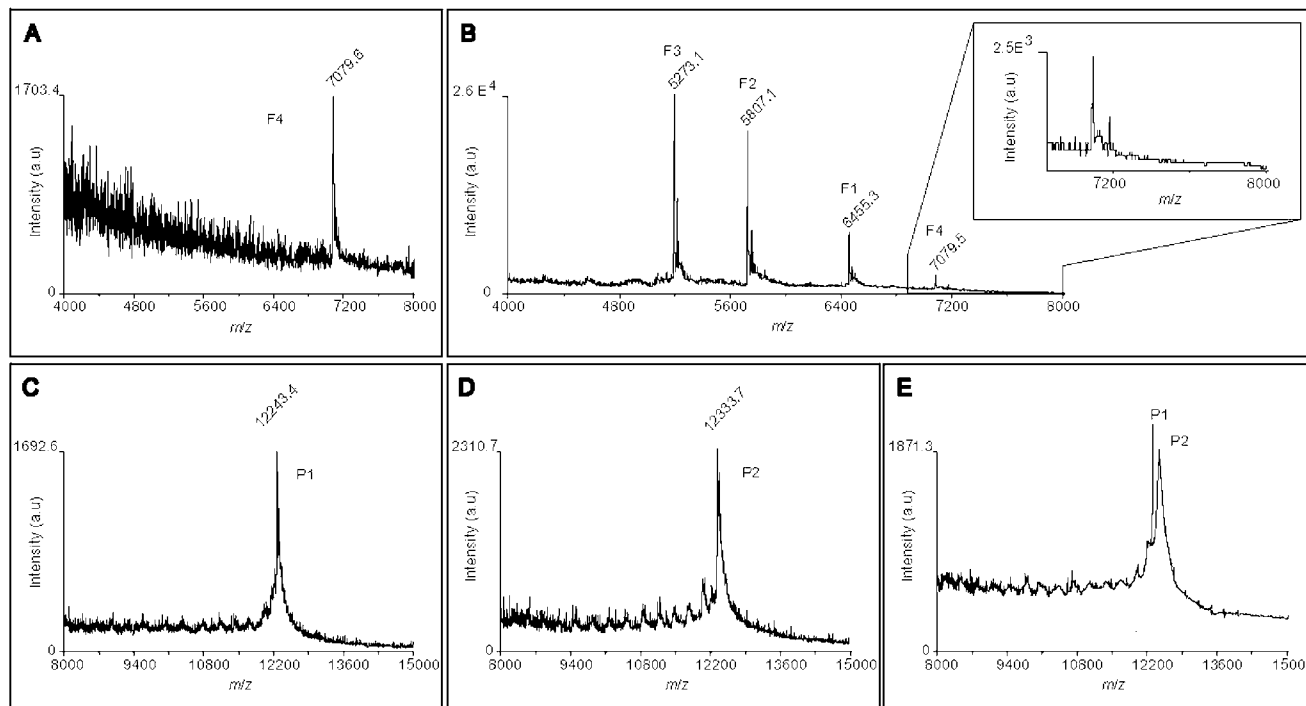 A
1703.4
Intensity (a.u)
0
F4
7079.6
4000 4800 5600 6400 7200 8000
m/z
B
2.6 E⁴
Intensity (a.u)
0
F3
5273.1
F2
5807.1
F1
6455.3
F4
7079.5
4000 4800 5600 6400 7200 8000
m/z
2.5E³
Intensity (a.u)
7200 8000
m/z
C
1692.6
Intensity (a.u)
0
12243.4
P1
8000 9400 10800 12200 13600 15000
m/z
D
2310.7
Intensity (a.u)
0
12333.7
P2
8000 9400 10800 12200 13600 15000
m/z
E
1871.3
Intensity (a.u)
0
P1
P2
8000 9400 10800 12200 13600 1500
m/z